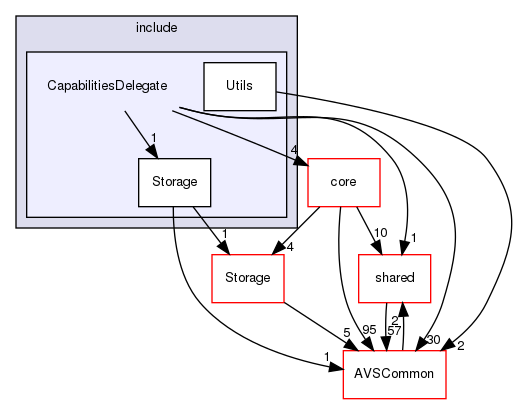 include
CapabilitiesDelegate
Utils
1
4
Storage
core
1
4
10
1
Storage
shared
5
95
2
57
30
2
1
AVSCommon